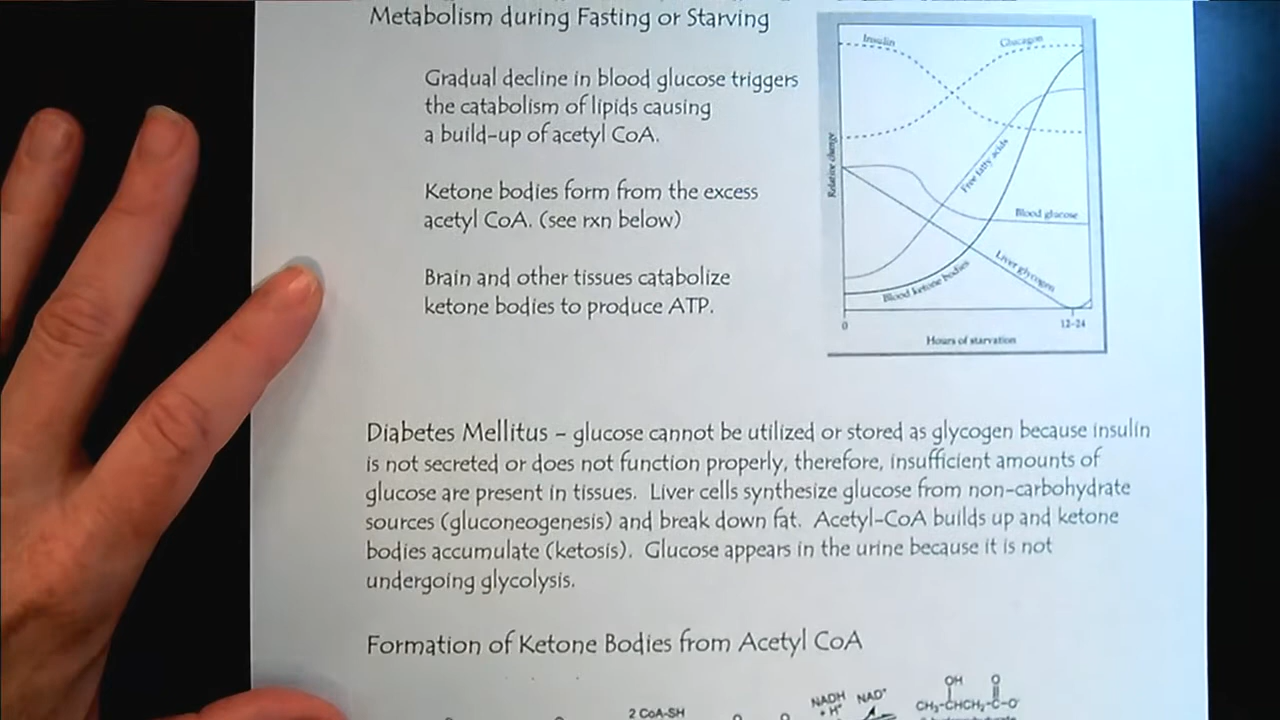 Metabolism during Fasting or Starving
Gradual decline in blood glucose triggers
the catabolism of lipids causing
a build-up of acetyl CoA.
Ketone bodies form from the excess
acetyl CoA. (see rxn below)
Brain and other tissues catabolize
ketone bodies to produce ATP.
Insulin
Glucagon
Relative change
Free fatty acids
Blood glucose
Liver glycogen
Blood ketone bodies
0
12-24
Hours of starvation
Diabetes Mellitus – glucose cannot be utilized or stored as glycogen because insulin
is not secreted or does not function properly, therefore, insufficient amounts of
glucose are present in tissues. Liver cells synthesize glucose from non-carbohydrate
sources (gluconeogenesis) and break down fat. Acetyl-CoA builds up and ketone
bodies accumulate (ketosis). Glucose appears in the urine because it is not
undergoing glycolysis.
Formation of Ketone Bodies from Acetyl CoA
OH O
NADH NAD⁺
+ H⁺
CH₃-CHCH₂-C-O⁻
2 CoA-SH